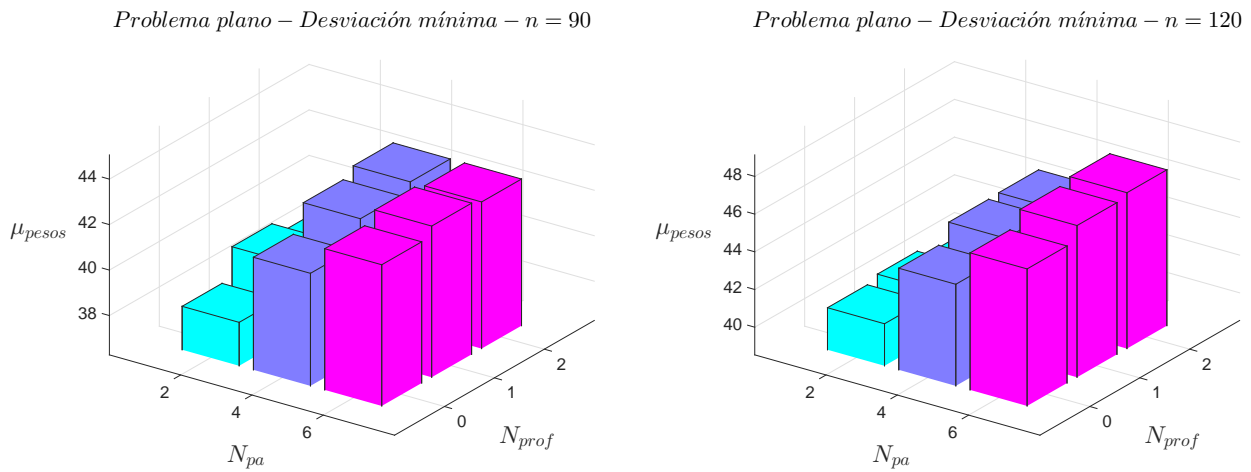 Problema plano – Desviación mínima – n = 90
44
42
40
38
μpesos
2
4
6
Npa
0
1
2
Nprof
Problema plano – Desviación mínima – n = 120
48
46
44
42
40
μpesos
2
4
6
Npa
0
1
2
Nprof